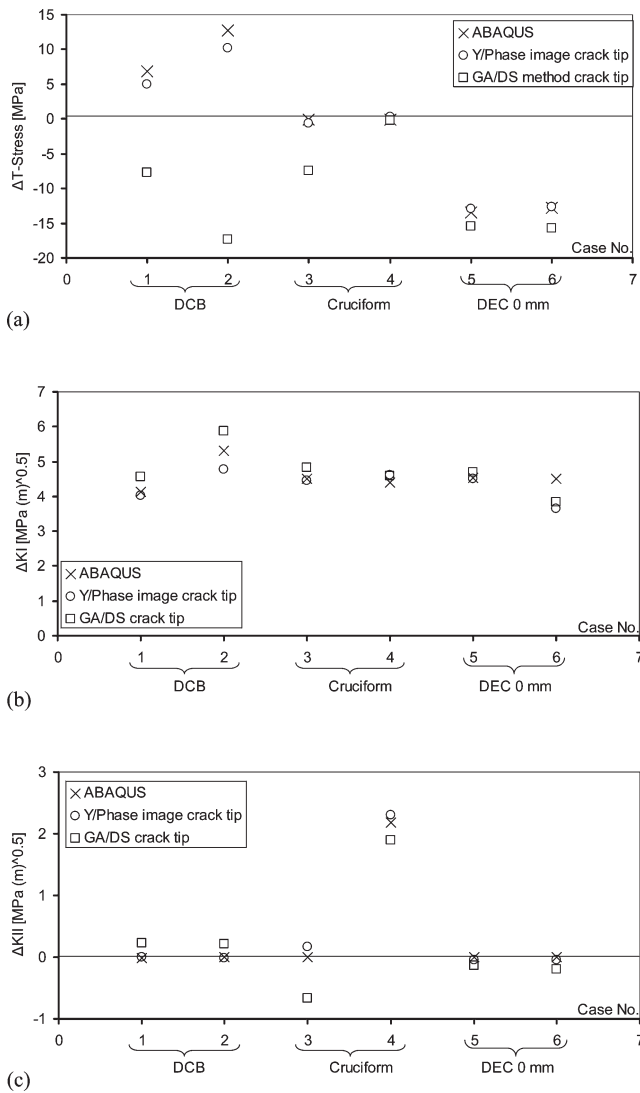 15
10
5
0
-5
-10
-15
-20
ΔT-Stress [MPa]
ABAQUS
Y/Phase image crack tip
GA/DS method crack tip
Case No.
0 1 2 3 4 5 6 7
DCB Cruciform DEC 0 mm
(a)
7
6
5
4
3
2
1
0
ΔKI [MPa (m)^0.5]
ABAQUS
Y/Phase image crack tip
GA/DS crack tip
Case No.
0 1 2 3 4 5 6 7
DCB Cruciform DEC 0 mm
(b)
3
2
1
0
-1
ΔKII [MPa (m)^0.5]
ABAQUS
Y/Phase image crack tip
GA/DS crack tip
Case No.
0 1 2 3 4 5 6 7
DCB Cruciform DEC 0 mm
(c)